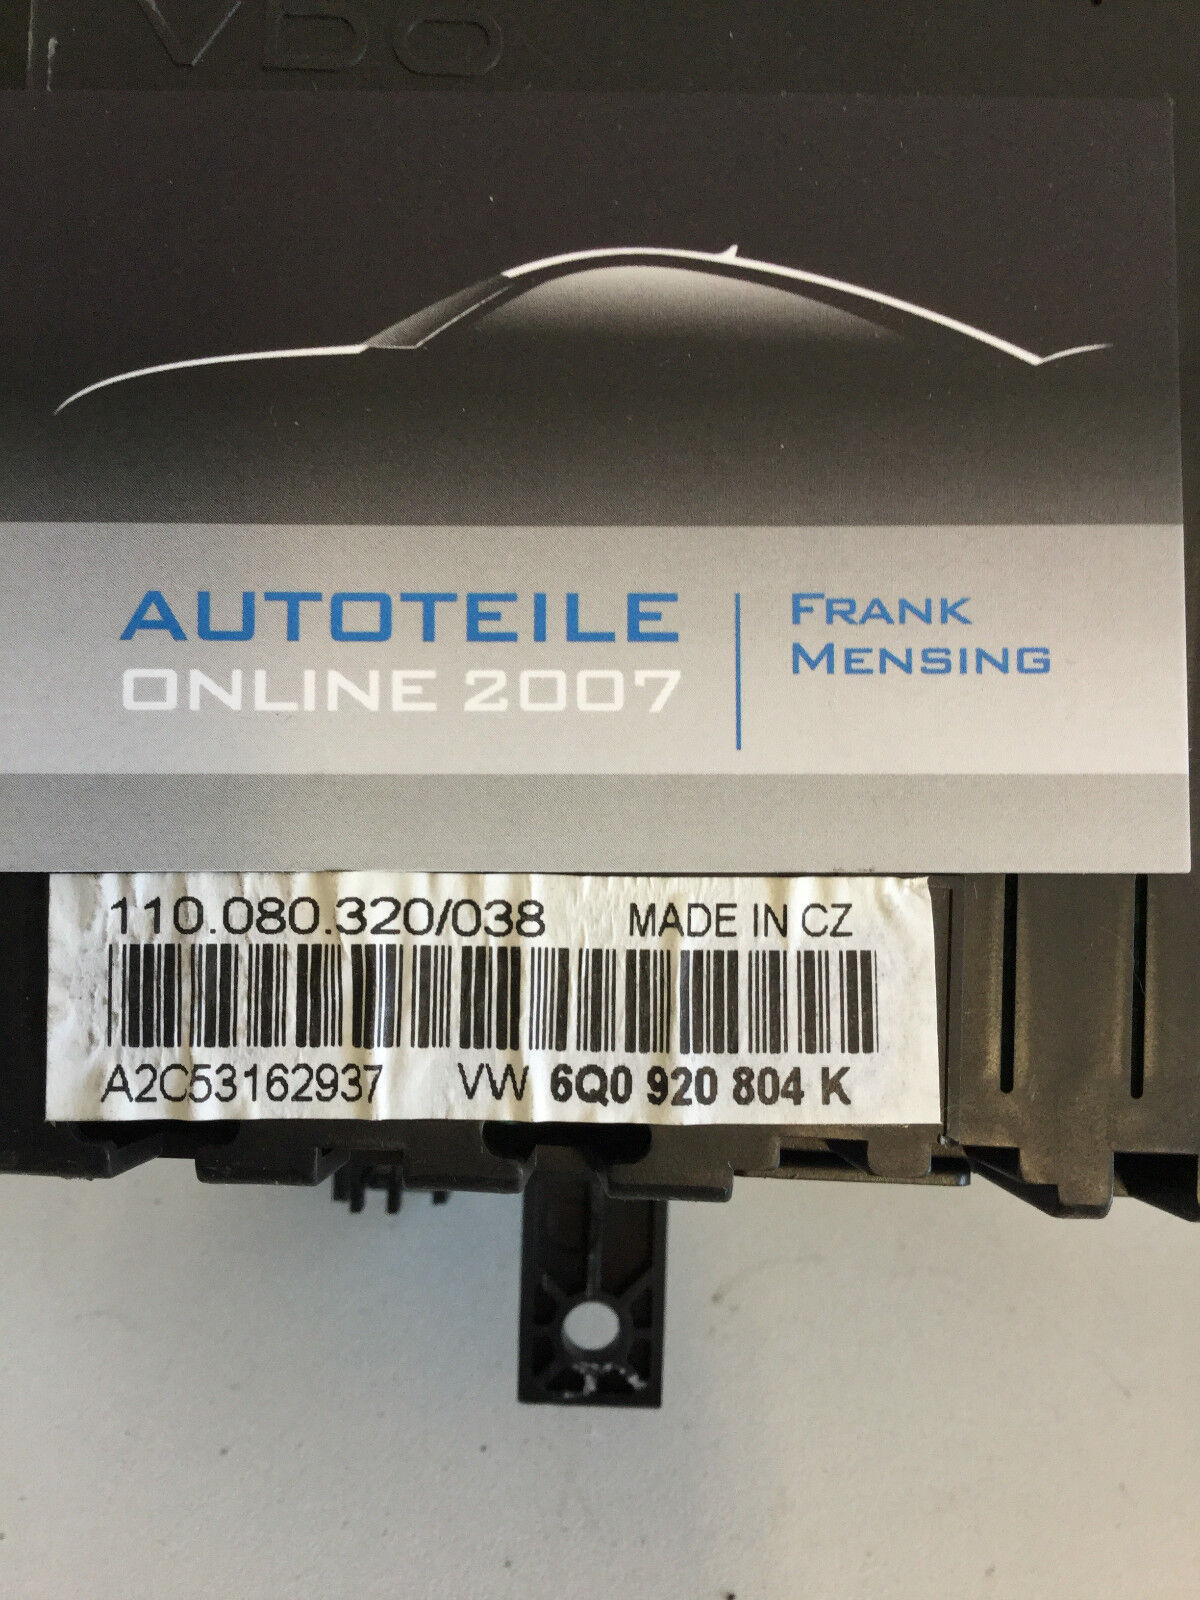 VDO
AUTOTEILE
ONLINE 2007
FRANK
MENSING
110.080.320/038 MADE IN CZ
A2C53162937 VW 6Q0 920 804 K